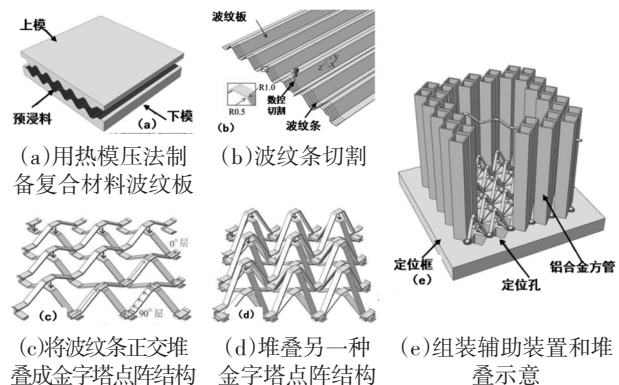 上模
预浸料
(a)
下模
(a)用热模压法制
备复合材料波纹板
波纹板
z x y
R1.0
R0.5
数控
切割
波纹条
(b)
(b)波纹条切割
0°层
90°层
(c)
(c)将波纹条正交堆
叠成金字塔点阵结构
(d)
(d)堆叠另一种
金字塔点阵结构
定位框
(e)
定位孔
铝合金方管
(e)组装辅助装置和堆
叠示意